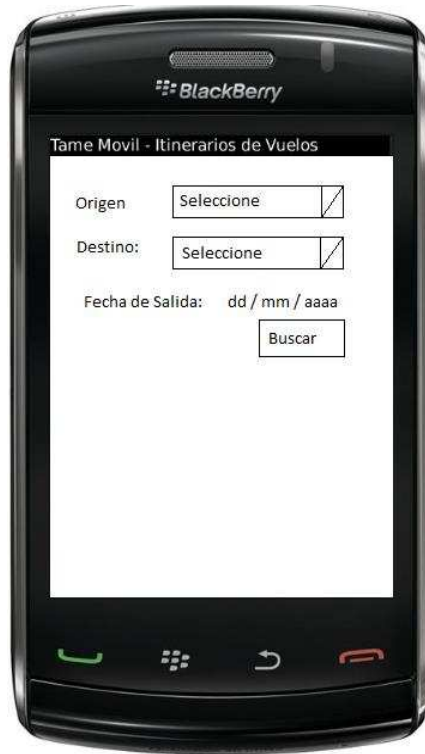 BlackBerry
Tame Movil - Itinerarios de Vuelos
Origen Seleccione
Destino: Seleccione
Fecha de Salida: dd / mm / aaaa
Buscar